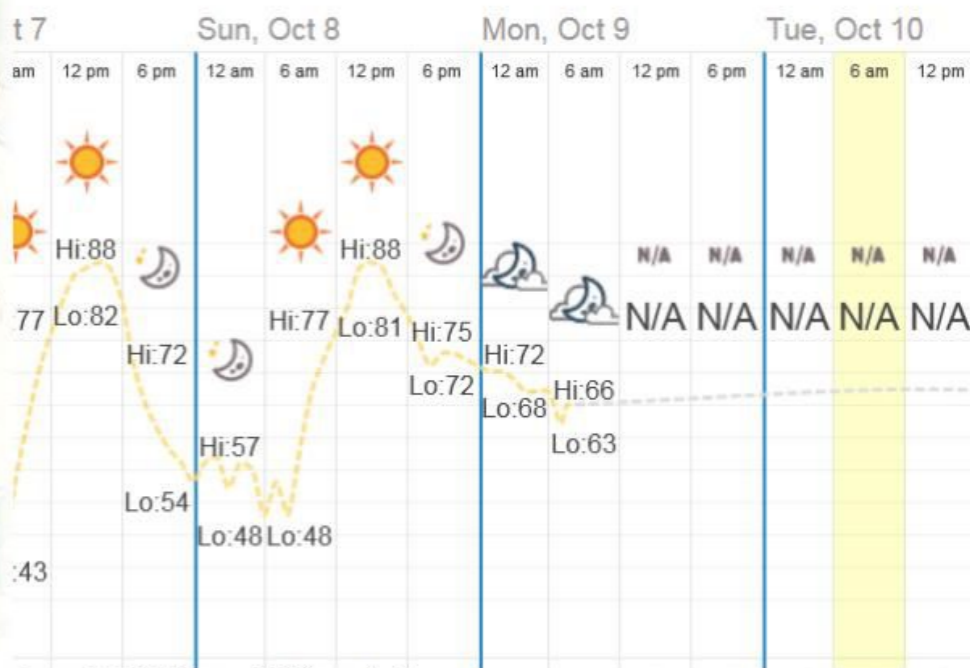 t 7 Sun, Oct 8 Mon, Oct 9 Tue, Oct 10
am 12 pm 6 pm 12 am 6 am 12 pm 6 pm 12 am 6 am 12 pm 6 pm 12 am 6 am 12 pm
Hi:88 Hi:88 N/A N/A N/A N/A N/A
:77 Lo:82 Hi:77 Lo:81 Hi:75 N/A N/A N/A N/A N/A
Hi:72 Hi:72
Lo:72 Hi:66
Lo:68
Hi:57 Lo:63
Lo:54
Lo:48 Lo:48
:43